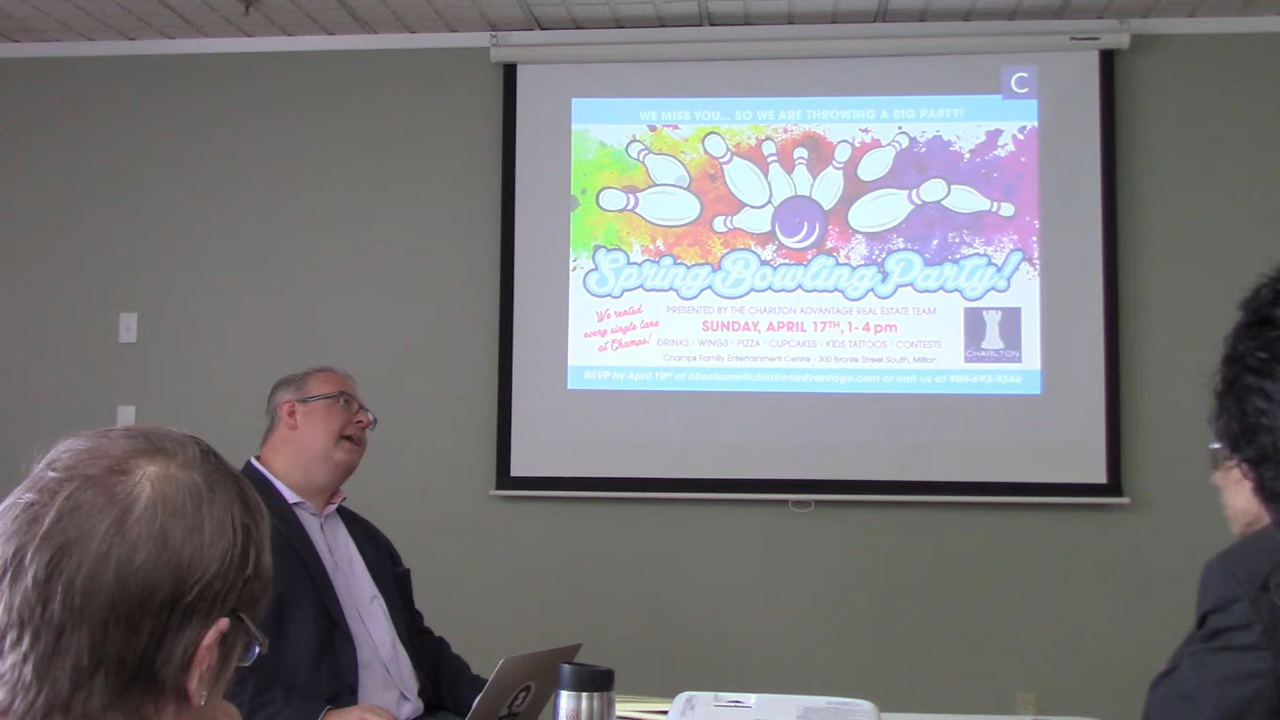 C
WE MISS YOU... SO WE ARE THROWING A BIG PARTY!
Spring Bowling Party!
We rented
every single lane
at Champs!
PRESENTED BY THE CHARLTON ADVANTAGE REAL ESTATE TEAM
SUNDAY, APRIL 17TH, 1-4 pm
DRINKS • WINGS • PIZZA • CUPCAKES • KIDS TATTOOS • CONTESTS
Champs Family Entertainment Centre - 300 Bronte Street South, Milton
CHARLTON
RSVP by April 10th at clientcare@charltonadvantage.com or call us at 905-693-9346